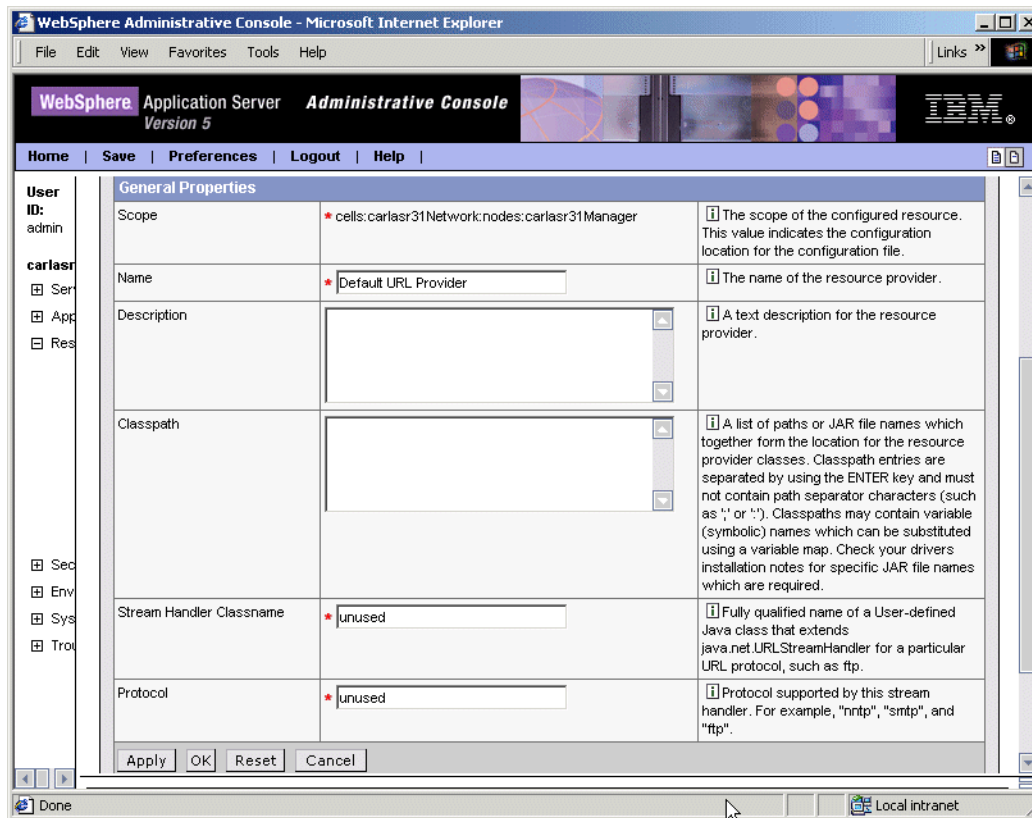 WebSphere Administrative Console - Microsoft Internet Explorer
File Edit View Favorites Tools Help Links »
WebSphere Application Server Administrative Console
Version 5
IBM®
Home | Save | Preferences | Logout | Help |
User
ID:
admin
carlasr
Ser
App
Res
Sec
Env
Sys
Trou
General Properties
Scope
* cells:carlasr31Network:nodes:carlasr31Manager
i The scope of the configured resource.
This value indicates the configuration
location for the configuration file.
Name
* Default URL Provider
i The name of the resource provider.
Description
i A text description for the resource
provider.
Classpath
i A list of paths or JAR file names which
together form the location for the resource
provider classes. Classpath entries are
separated by using the ENTER key and must
not contain path separator characters (such
as ';' or ':'). Classpaths may contain variable
(symbolic) names which can be substituted
using a variable map. Check your drivers
installation notes for specific JAR file names
which are required.
Stream Handler Classname
* unused
i Fully qualified name of a User-defined
Java class that extends
java.net.URLStreamHandler for a particular
URL protocol, such as ftp.
Protocol
* unused
i Protocol supported by this stream
handler. For example, "nntp", "smtp", and
"ftp".
Apply OK Reset Cancel
Done Local intranet